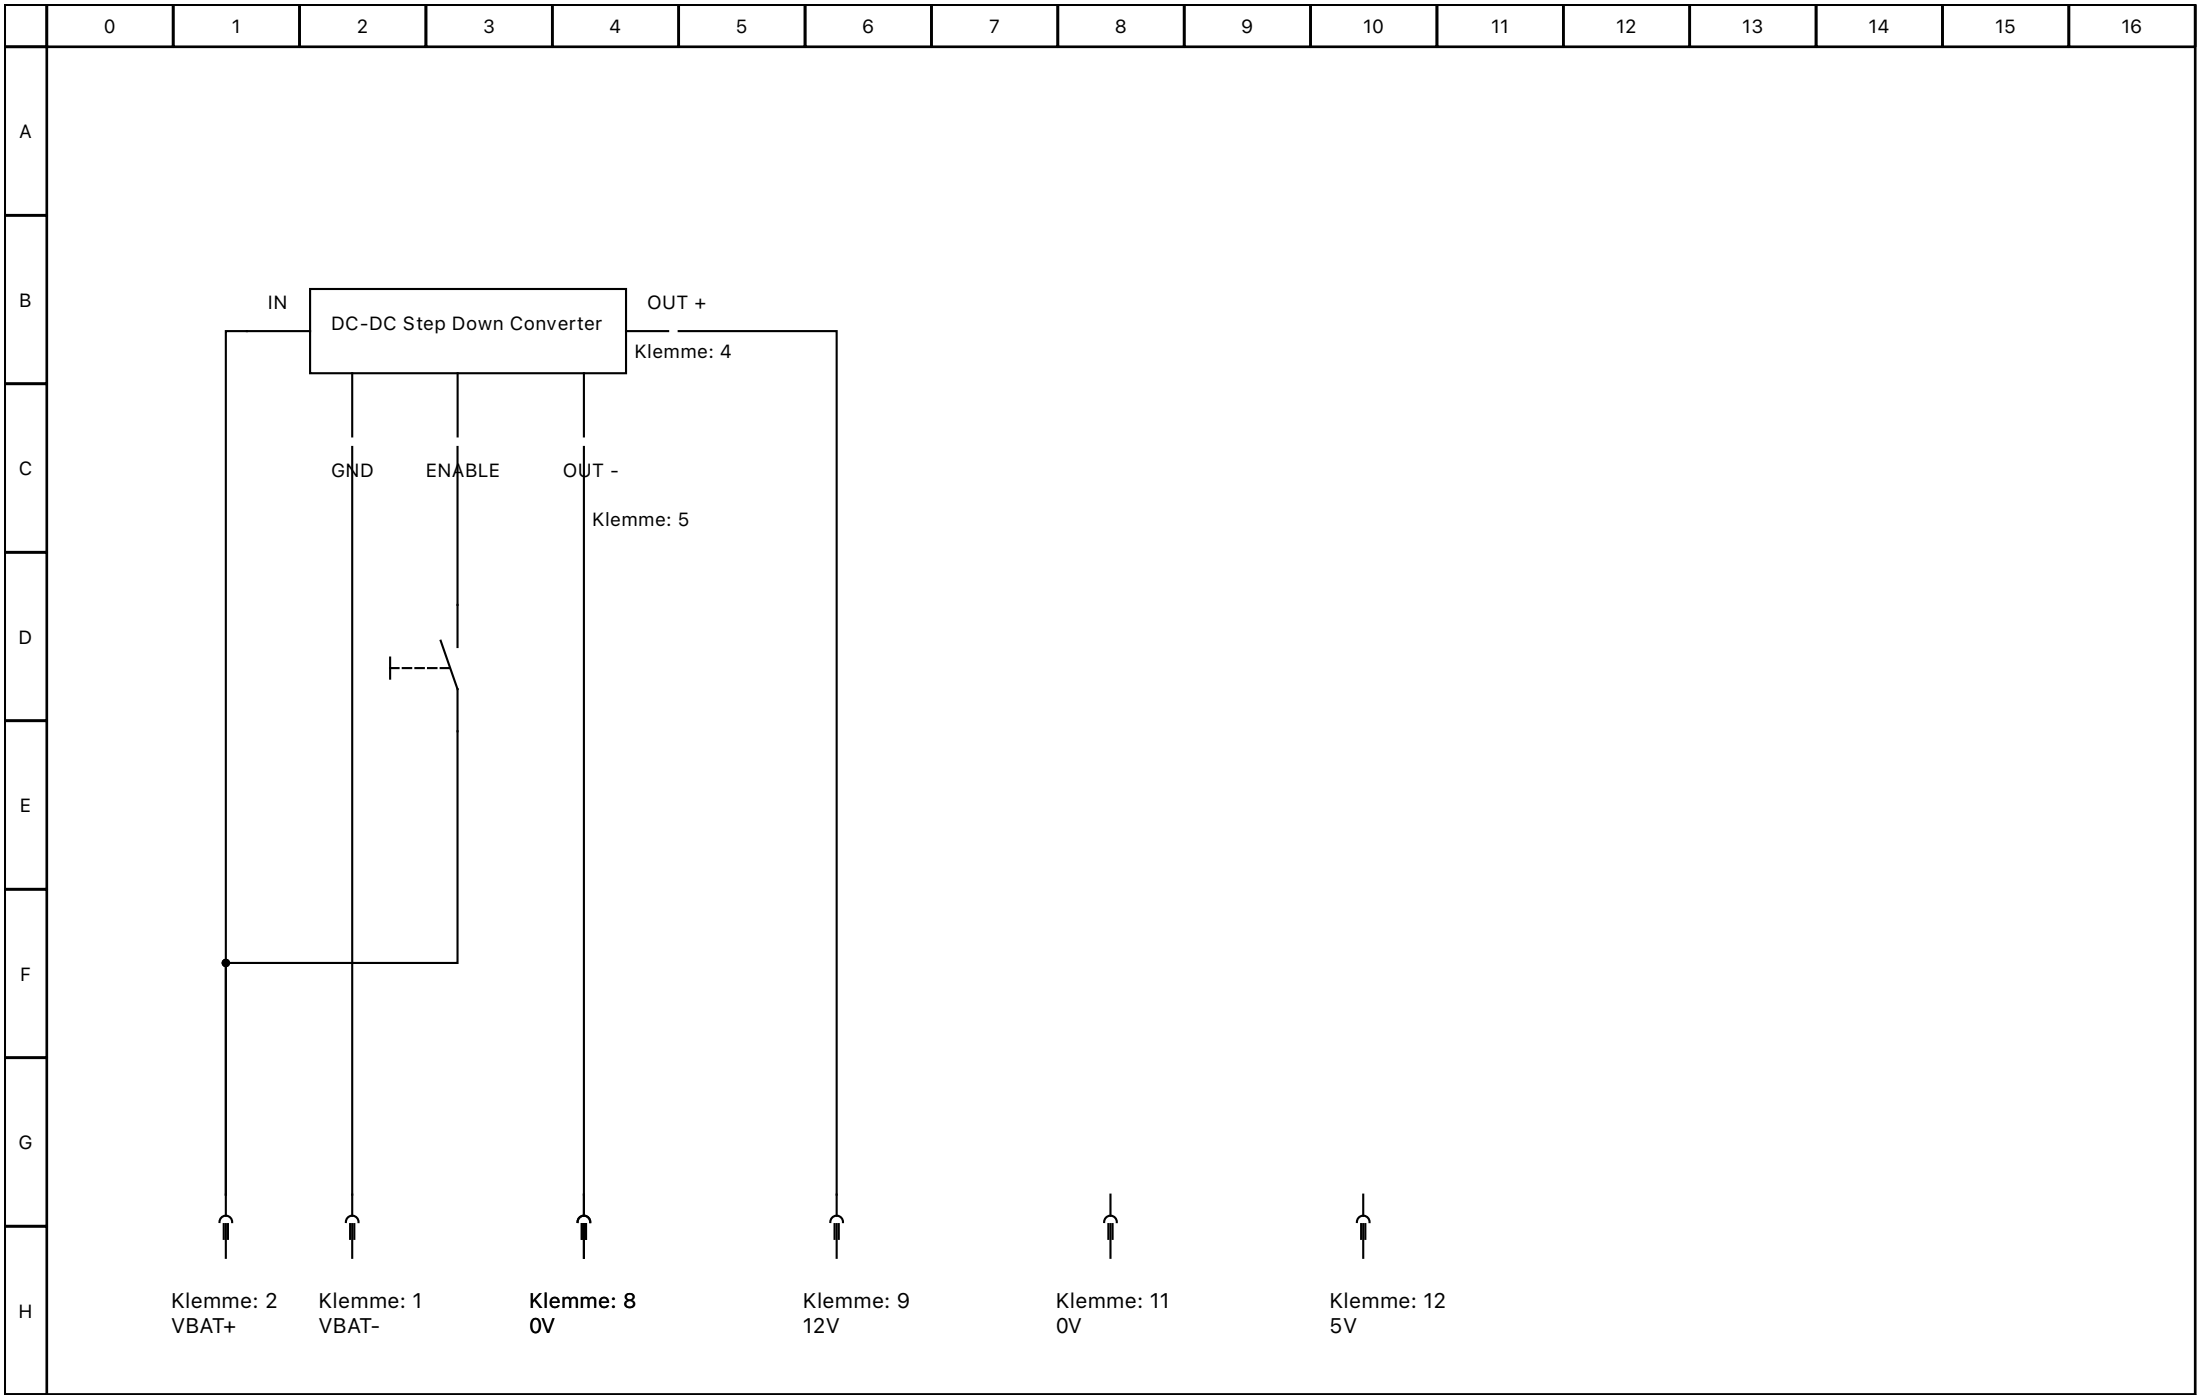 0 1 2 3 4 5 6 7 8 9 10 11 12 13 14 15 16
A
B
IN
DC-DC Step Down Converter
OUT +
Klemme: 4
C
GND
ENABLE
OUT -
Klemme: 5
D
E
F
G
H
Klemme: 2
VBAT+
Klemme: 1
VBAT-
Klemme: 8
0V
Klemme: 9
12V
Klemme: 11
0V
Klemme: 12
5V